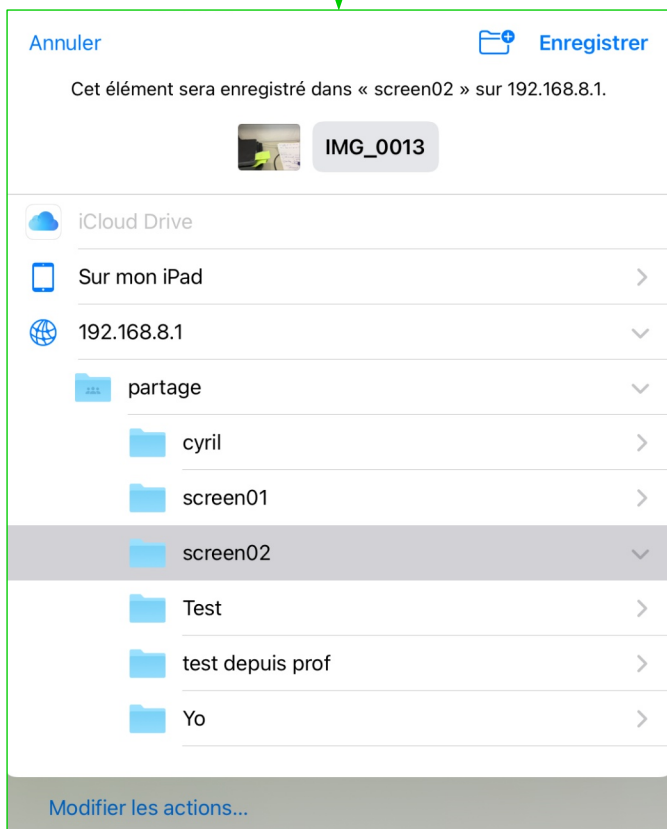 Annuler
Enregistrer
Cet élément sera enregistré dans « screen02 » sur 192.168.8.1.
IMG_0013
iCloud Drive
Sur mon iPad
192.168.8.1
partage
cyril
screen01
screen02
Test
test depuis prof
Yo
Modifier les actions...